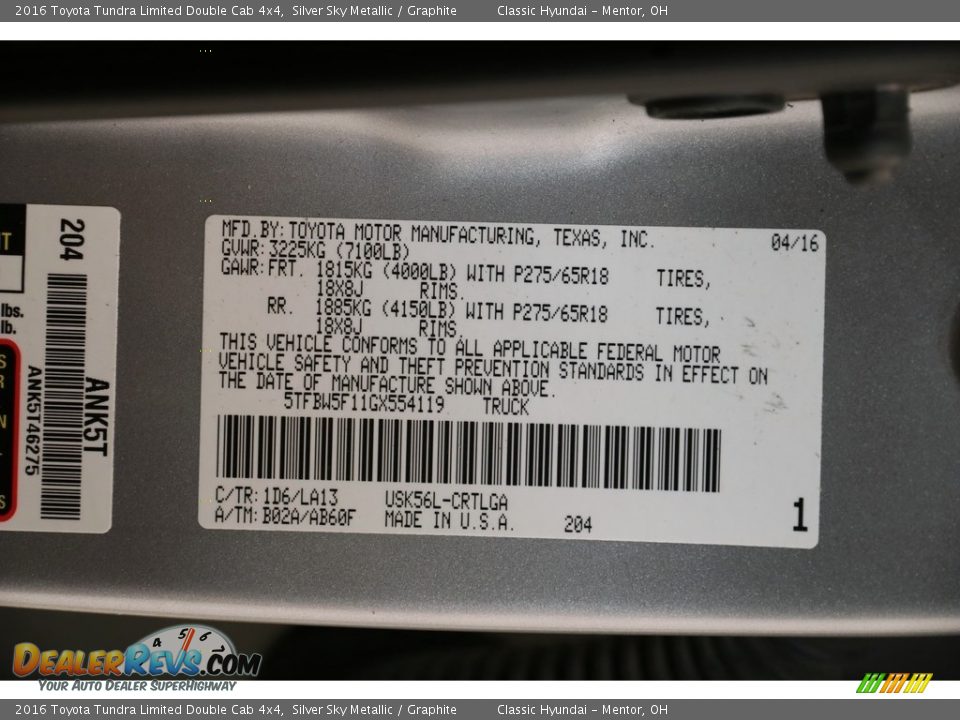 2016 Toyota Tundra Limited Double Cab 4x4, Silver Sky Metallic / Graphite Classic Hyundai - Mentor, OH
204
ANK5T
ANK5T46275
lbs.
lb.
MFD.BY:TOYOTA MOTOR MANUFACTURING, TEXAS, INC. 04/16
GVWR:3225KG (7100LB)
GAWR:FRT. 1815KG (4000LB) WITH P275/65R18 TIRES,
18X8J RIMS.
RR. 1885KG (4150LB) WITH P275/65R18 TIRES,
18X8J RIMS.
THIS VEHICLE CONFORMS TO ALL APPLICABLE FEDERAL MOTOR
VEHICLE SAFETY AND THEFT PREVENTION STANDARDS IN EFFECT ON
THE DATE OF MANUFACTURE SHOWN ABOVE.
5TFBW5F11GX554119 TRUCK
C/TR:1D6/LA13 USK56L-CRTLGA
A/TM:B02A/AB60F MADE IN U.S.A. 204
1
4 5 6
DEALERREVS.COM
YOUR AUTO DEALER SUPERHIGHWAY
2016 Toyota Tundra Limited Double Cab 4x4, Silver Sky Metallic / Graphite Classic Hyundai - Mentor, OH